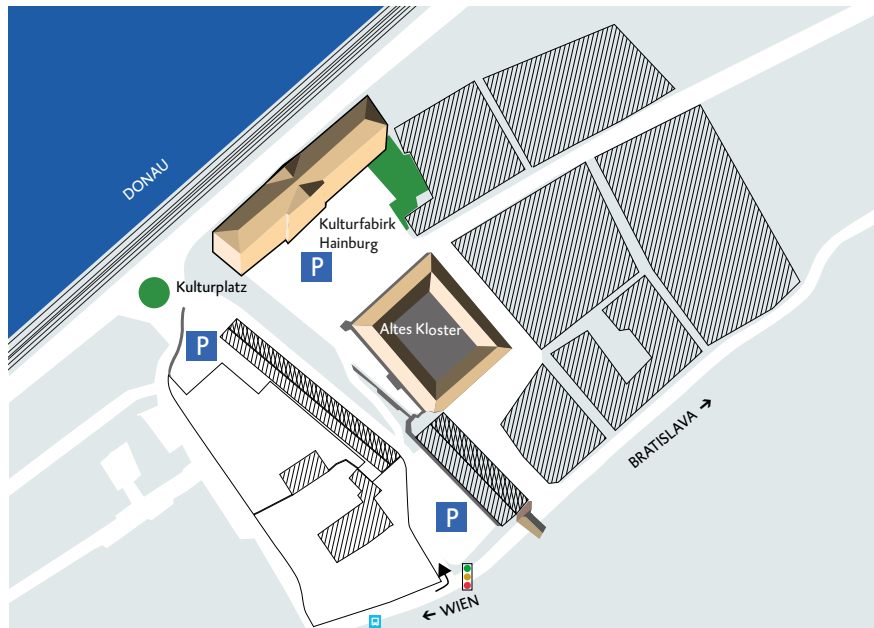 DONAU
Kulturfabirk
Hainburg
P
Kulturplatz
P
Altes Kloster
BRATISLAVA →
P
← WIEN